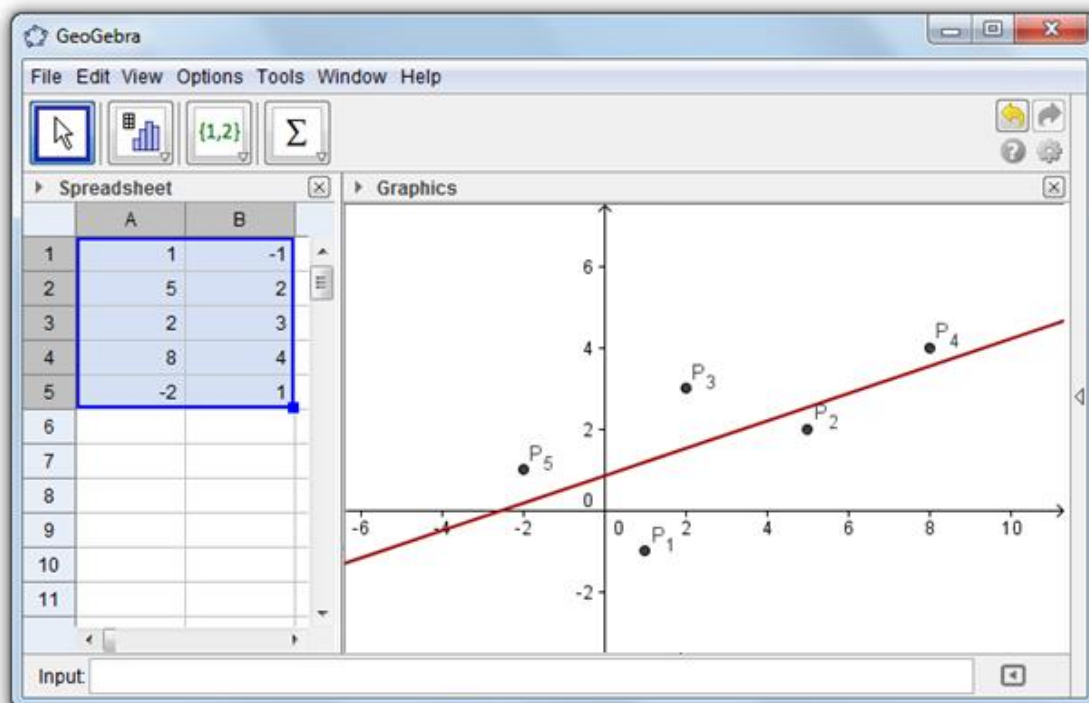 GeoGebra
File Edit View Options Tools Window Help
{1,2} Σ
Spreadsheet
Graphics
A B
1 1 -1
2 5 2
3 2 3
4 8 4
5 -2 1
6
7
8
9
10
11
6
4
2
0
-2
-6 -4 -2 0 2 4 6 8 10
P4
P3
P2
P5
P1
Input: